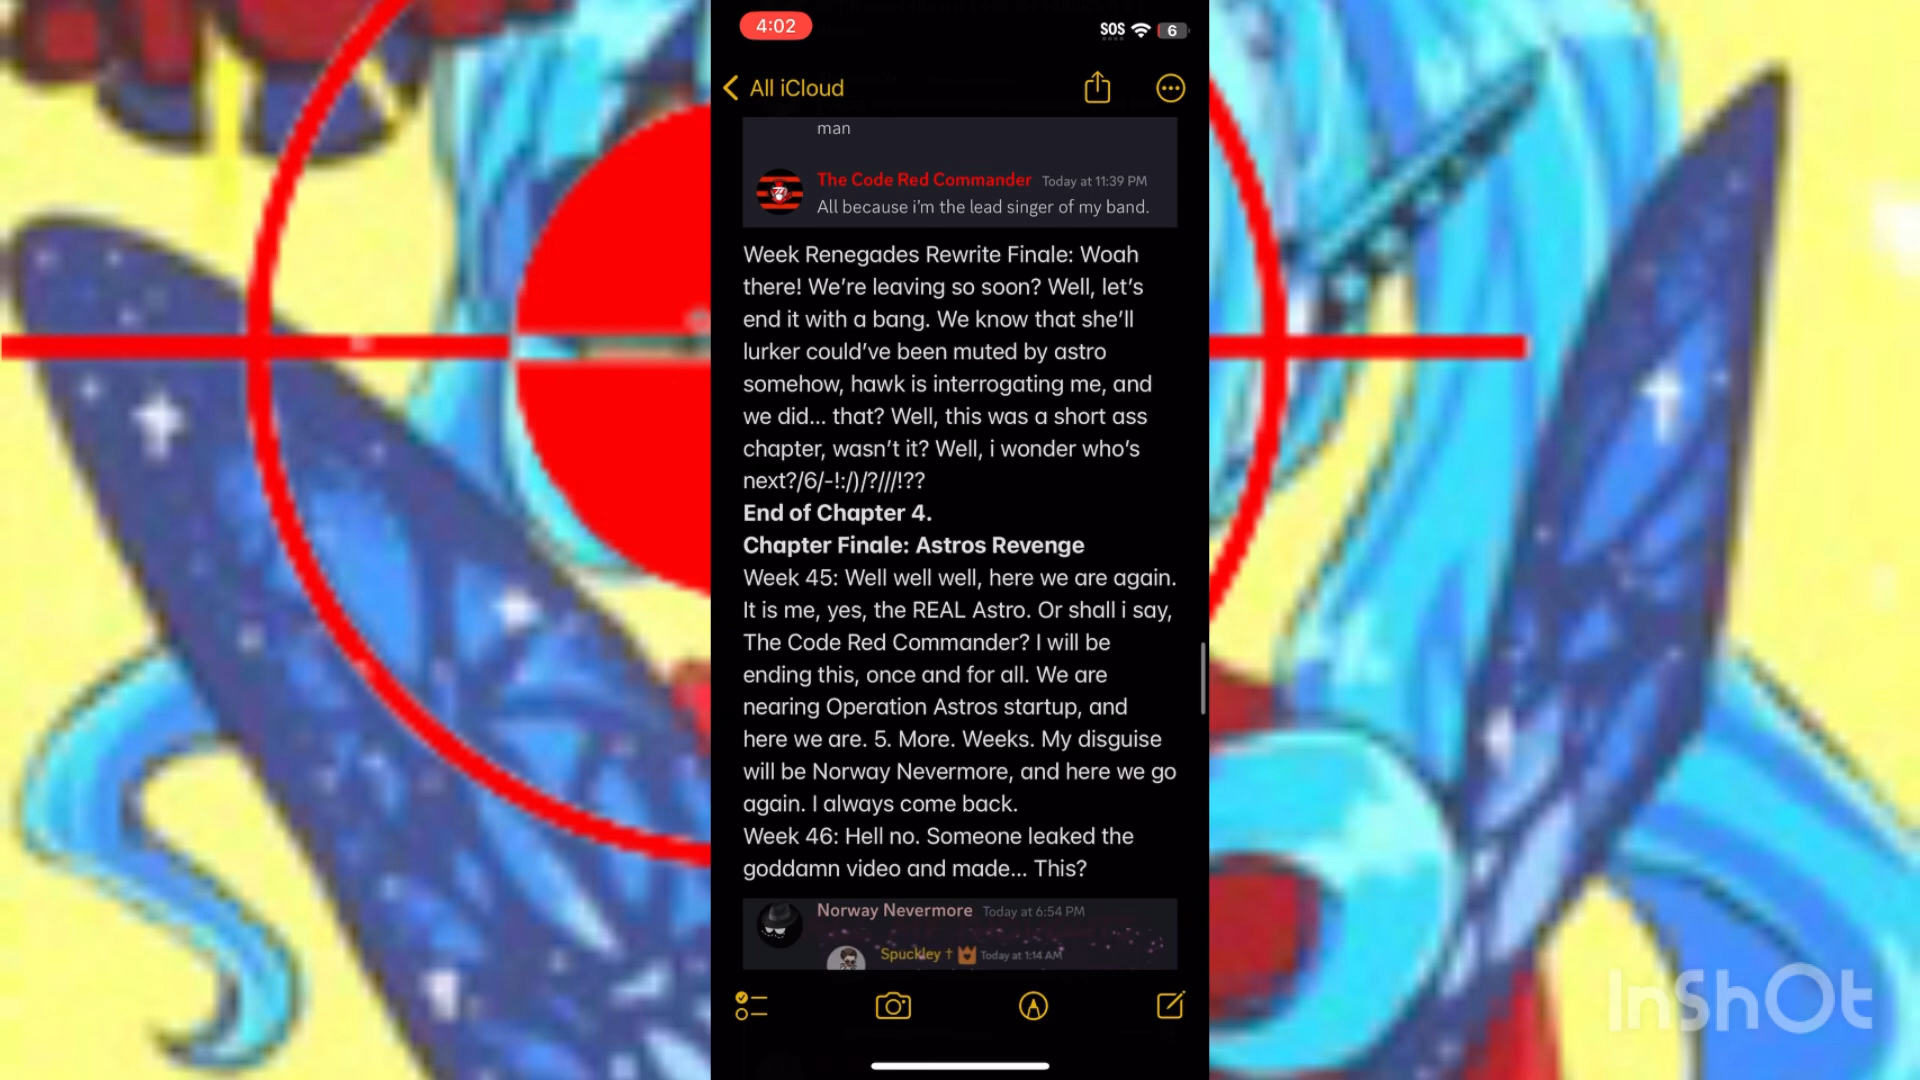 4:02
SOS
6
All iCloud
man
The Code Red Commander Today at 11:39 PM
All because i'm the lead singer of my band.
Week Renegades Rewrite Finale: Woah
there! We're leaving so soon? Well, let's
end it with a bang. We know that she'll
lurker could've been muted by astro
somehow, hawk is interrogating me, and
we did... that? Well, this was a short ass
chapter, wasn't it? Well, i wonder who's
next?/6/-!:/)/?///!??
End of Chapter 4.
Chapter Finale: Astros Revenge
Week 45: Well well well, here we are again.
It is me, yes, the REAL Astro. Or shall i say,
The Code Red Commander? I will be
ending this, once and for all. We are
nearing Operation Astros startup, and
here we are. 5. More. Weeks. My disguise
will be Norway Nevermore, and here we go
again. I always come back.
Week 46: Hell no. Someone leaked the
goddamn video and made... This?
Norway Nevermore Today at 6:54 PM
Spuckley † Today at 1:14 AM
InShOt